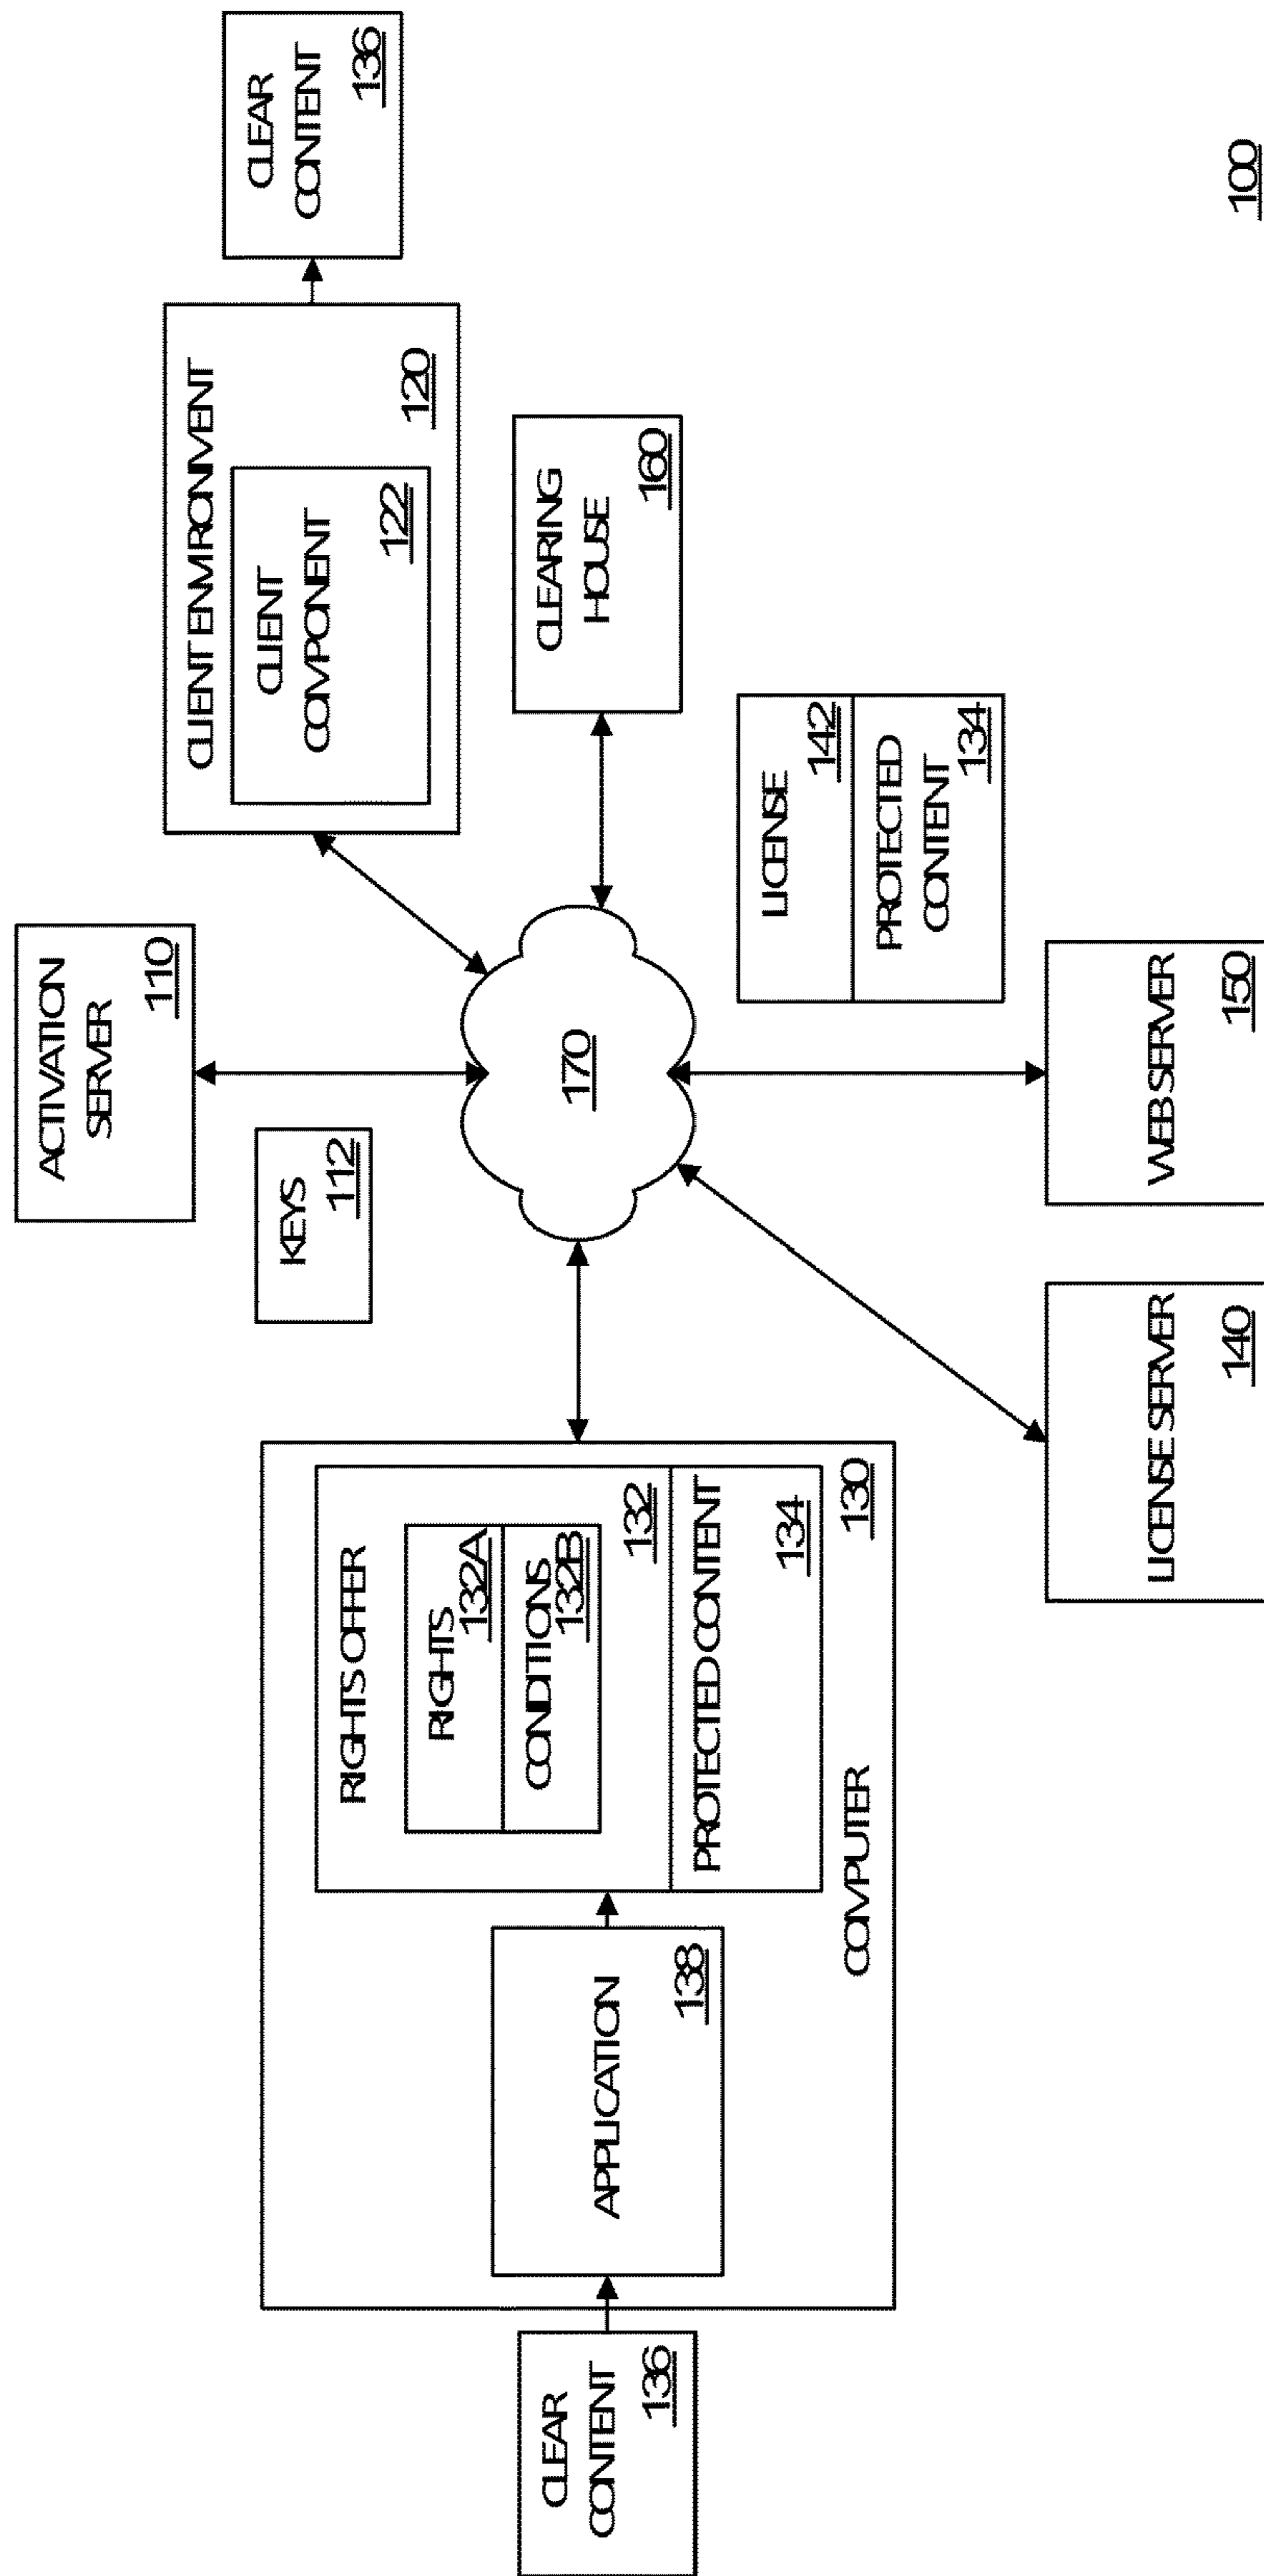 CLEAR
CONTENT
136
APPLICATION
138
RIGHTS OFFER
RIGHTS
132A
CONDITIONS
132B
132
PROTECTED CONTENT
134
COMPUTER
130
KEYS
112
ACTIVATION
SERVER
110
170
LICENSE SERVER
140
WEB SERVER
150
LICENSE
142
PROTECTED
CONTENT
134
CLEARING
HOUSE
160
CLIENT ENVIRONMENT
CLIENT
COMPONENT
122
120
CLEAR
CONTENT
136
100